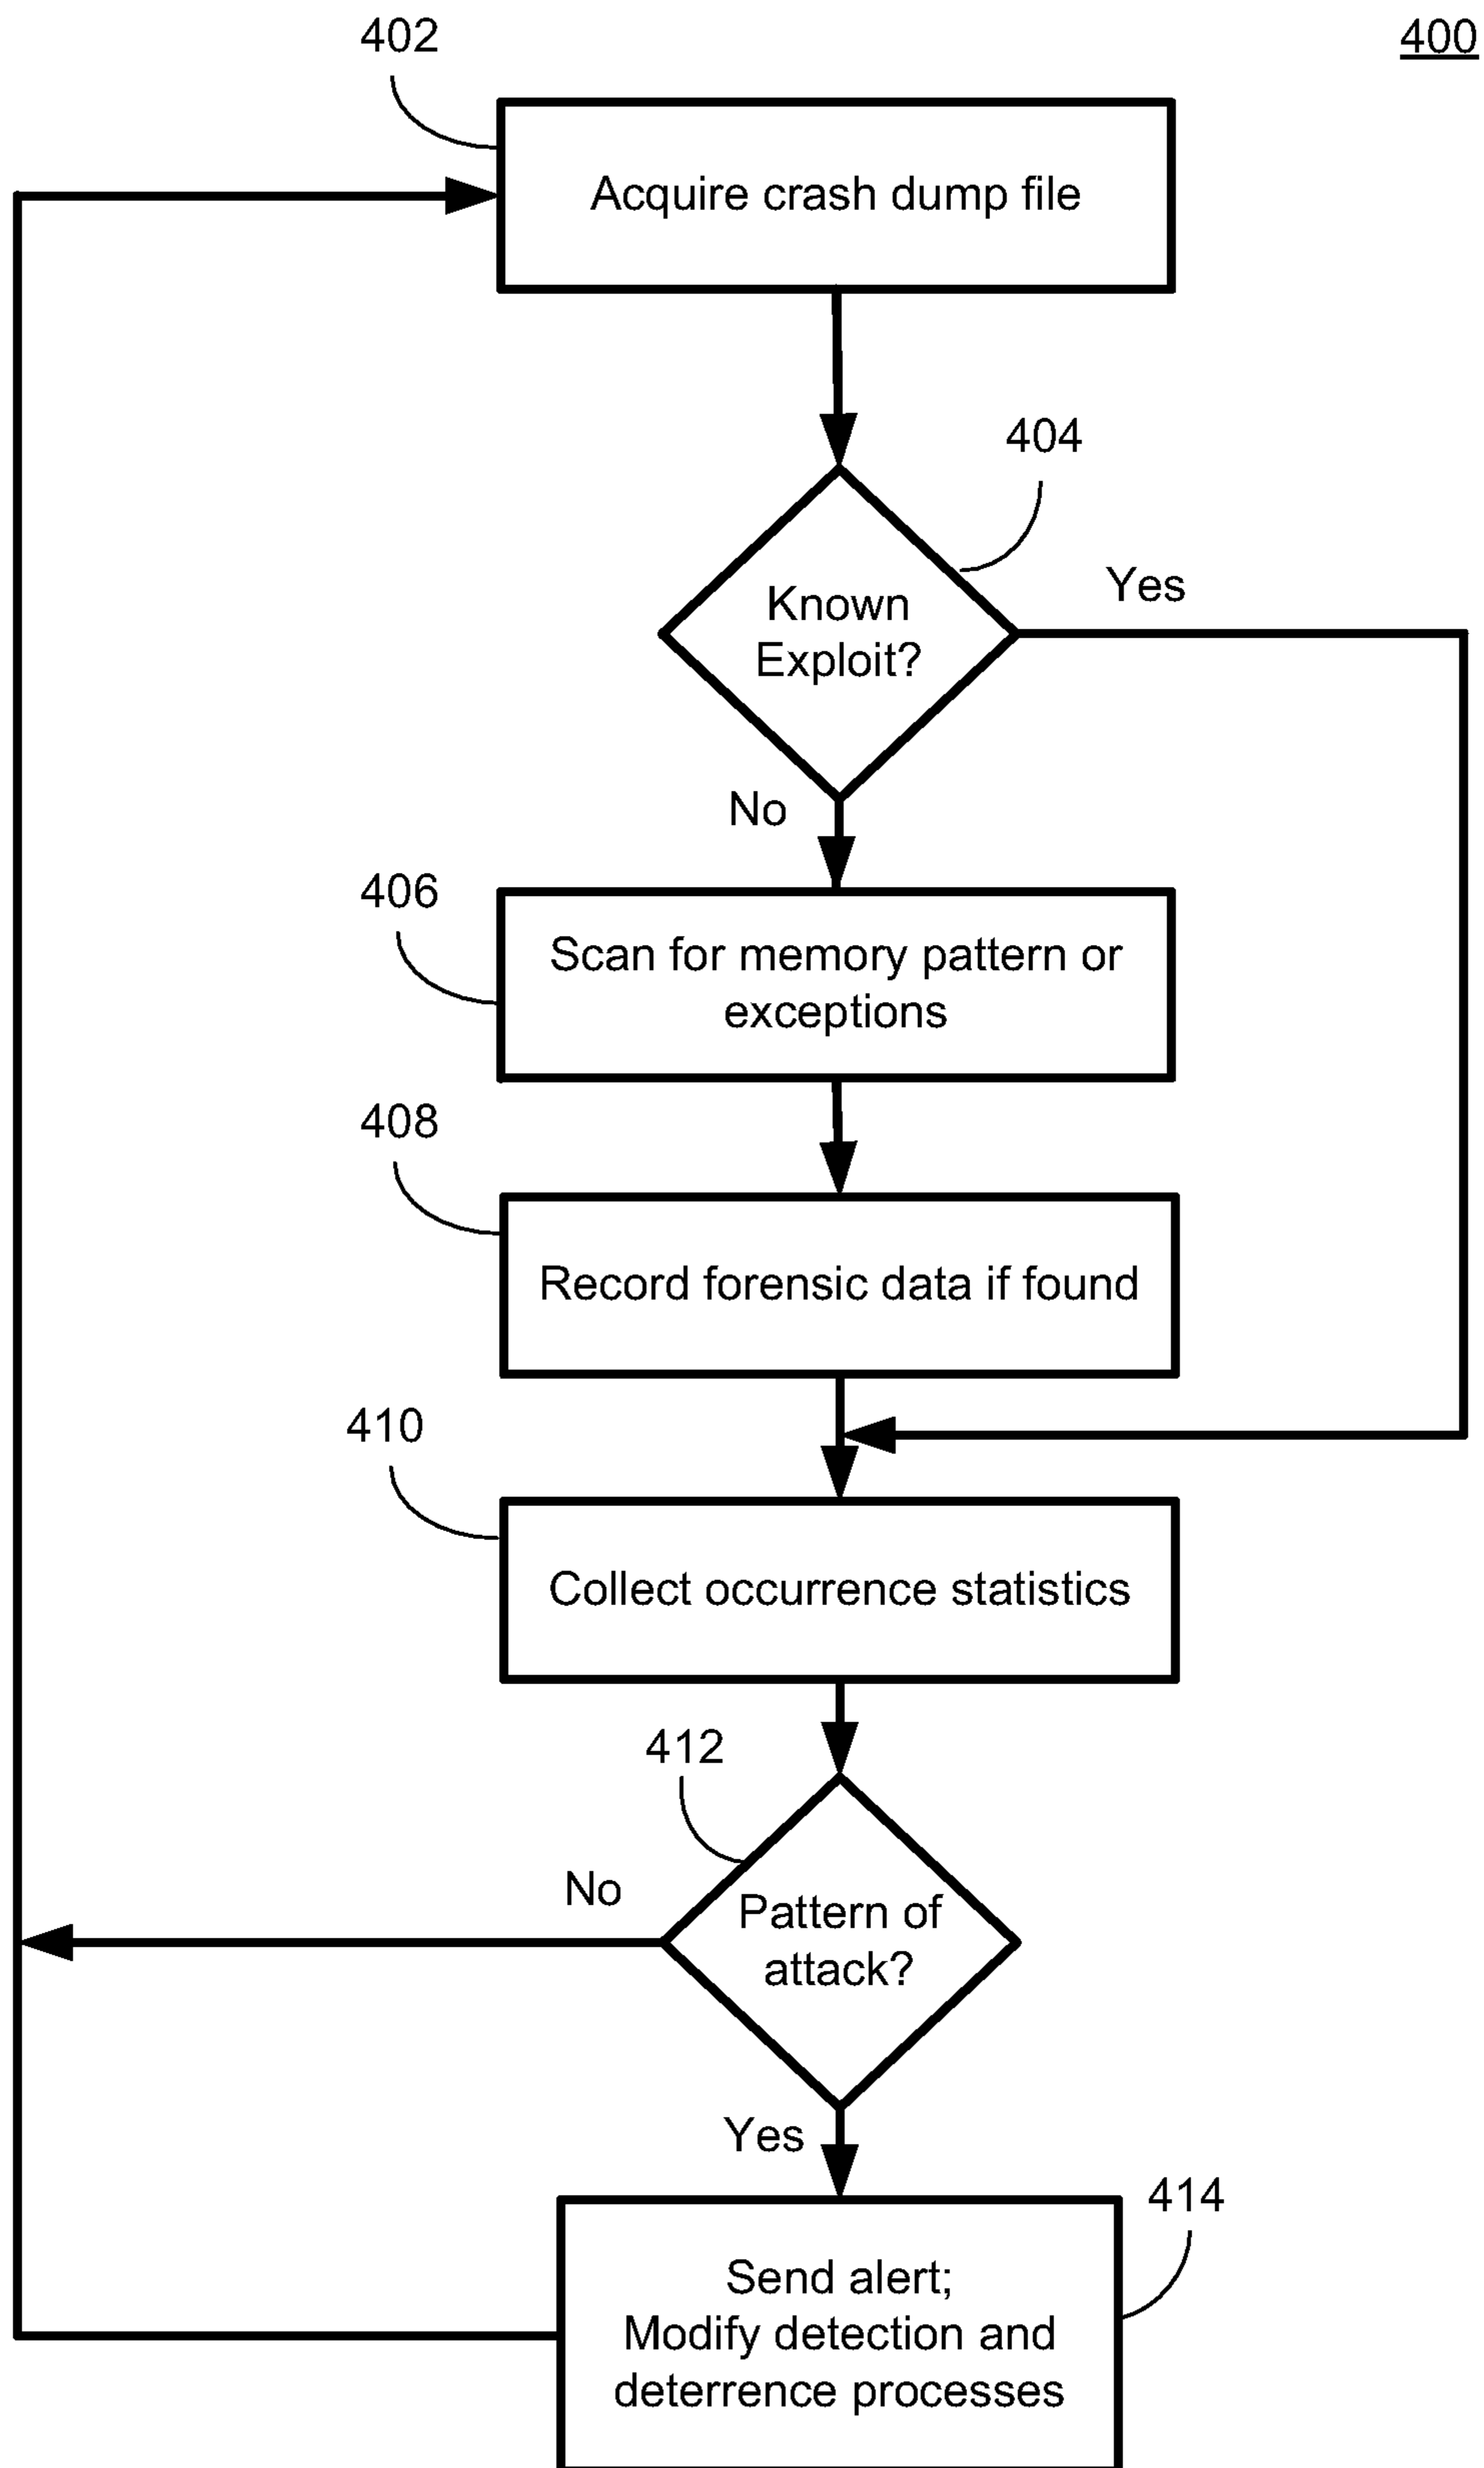 402
400
Acquire crash dump file
404
Yes
Known
Exploit?
No
406
Scan for memory pattern or
exceptions
408
Record forensic data if found
410
Collect occurrence statistics
412
No
Pattern of
attack?
Yes
414
Send alert;
Modify detection and
deterrence processes